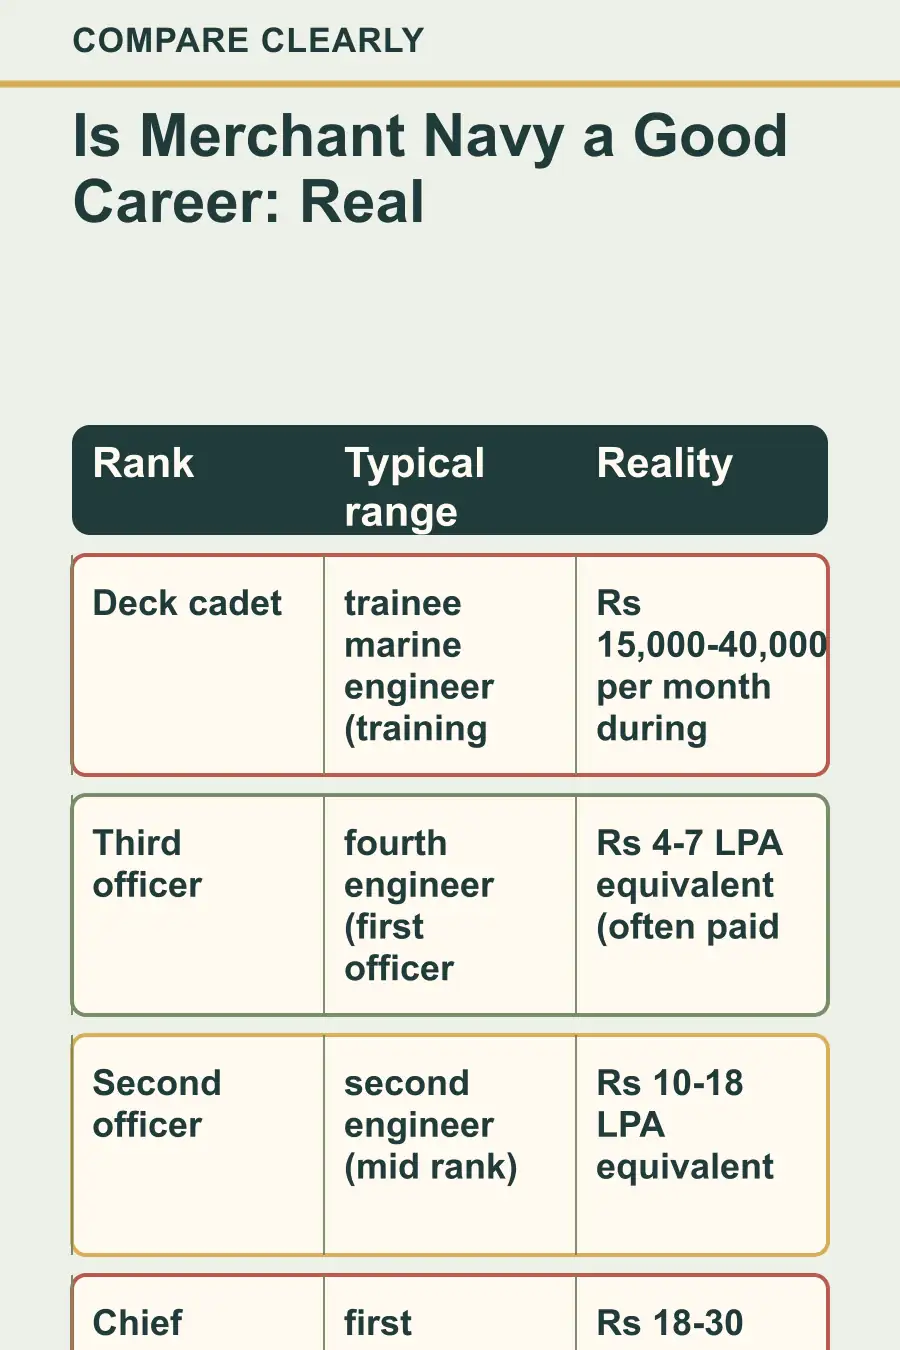 COMPARE CLEARLY
Is Merchant Navy a Good
Career: Real
Rank
Typical
range
Reality
Deck cadet
trainee
marine
engineer
(training
Rs
15,000-40,000
per month
during
Third
officer
fourth
engineer
(first
officer
Rs 4-7 LPA
equivalent
(often paid
Second
officer
second
engineer
(mid rank)
Rs 10-18
LPA
equivalent
Chief
first
Rs 18-30